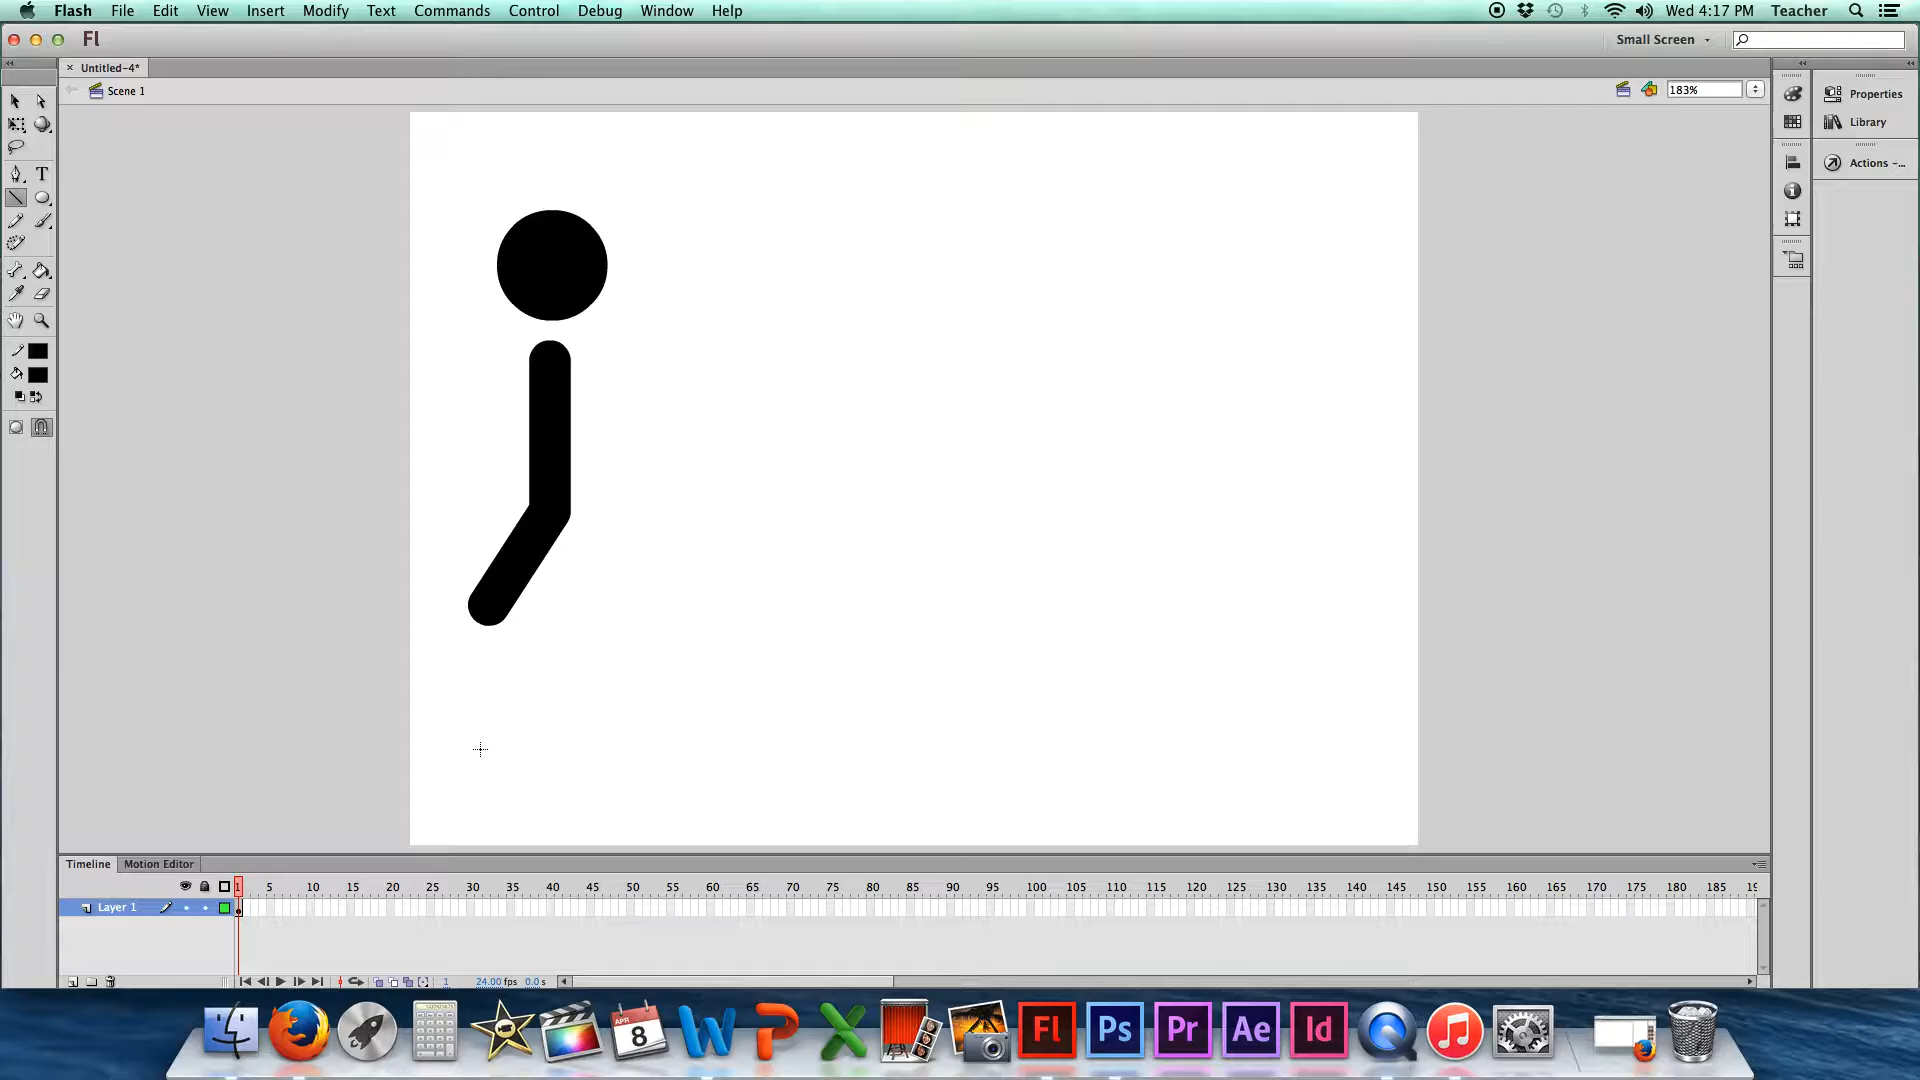 Flash File Edit View Insert Modify Text Commands Control Debug Window Help Wed 4:17 PM Teacher
Fl Small Screen
Untitled-4*
Scene 1 183%
Properties
Library
Actions -...
T
Timeline Motion Editor
1 5 10 15 20 25 30 35 40 45 50 55 60 65 70 75 80 85 90 95 100 105 110 115 120 125 130 135 140 145 150 155 160 165 170 175 180 185 19
Layer 1
1 24.00 fps 0.0 s
APR
8
W P X Fl Ps Pr Ae Id